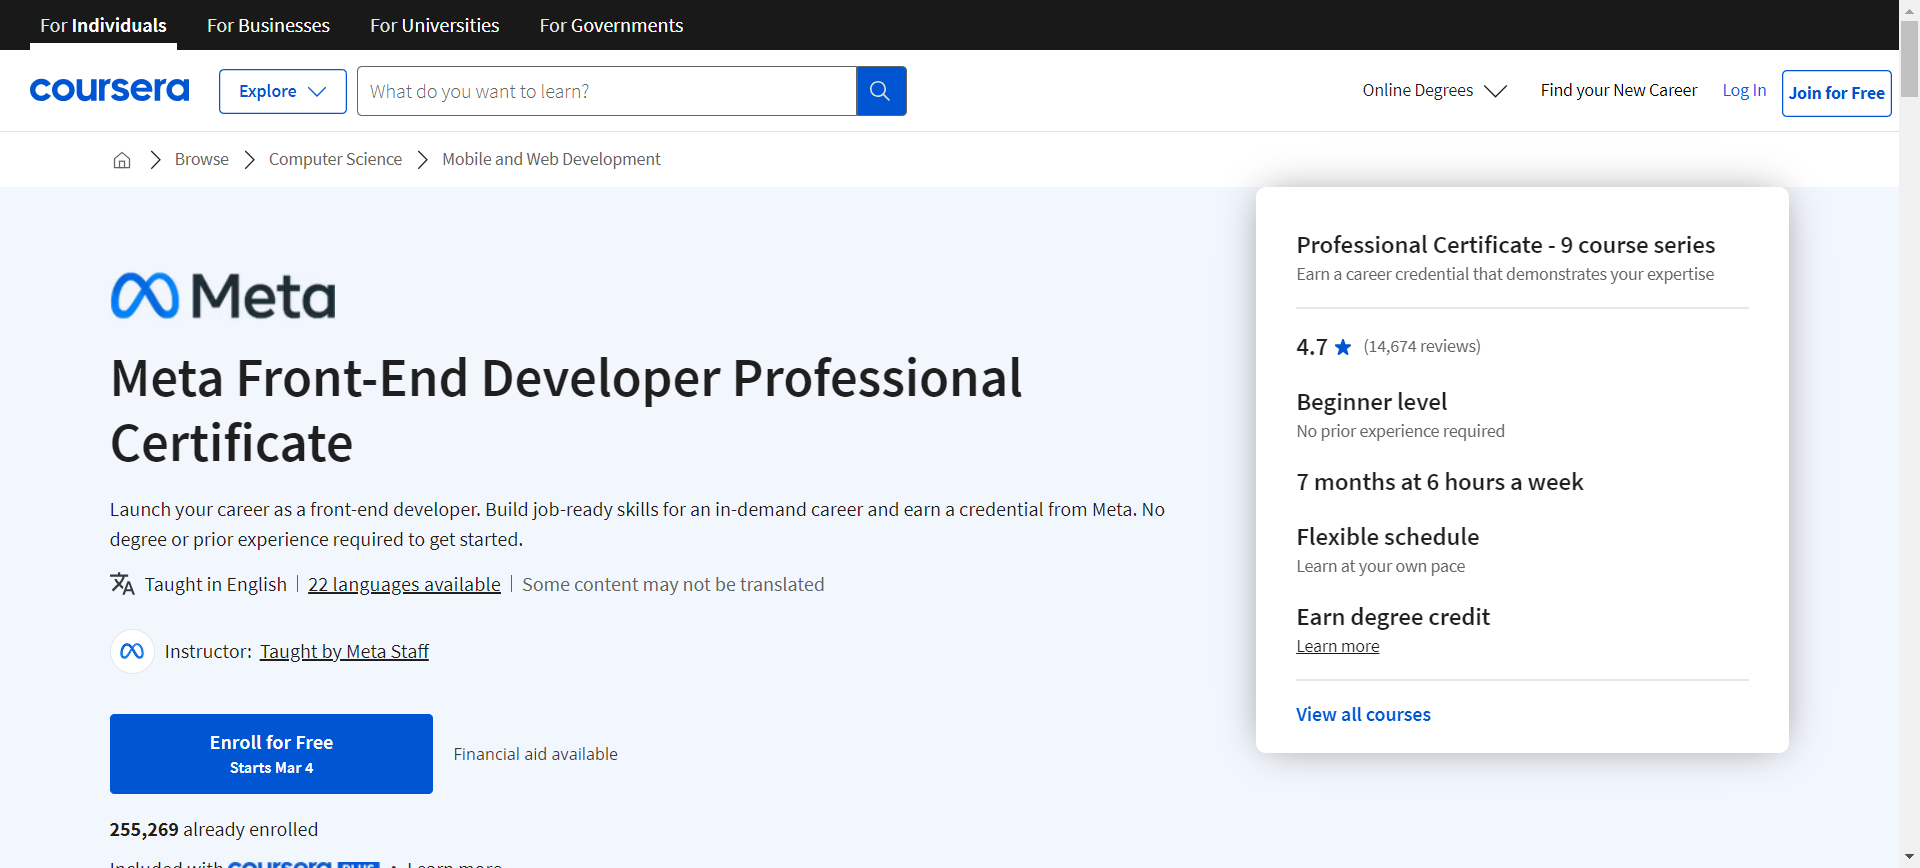 For Individuals For Businesses For Universities For Governments
coursera Explore What do you want to learn? Online Degrees Find your New Career Log In Join for Free
Browse Computer Science Mobile and Web Development
Meta
Meta Front-End Developer Professional
Certificate
Launch your career as a front-end developer. Build job-ready skills for an in-demand career and earn a credential from Meta. No
degree or prior experience required to get started.
Taught in English | 22 languages available | Some content may not be translated
Instructor: Taught by Meta Staff
Enroll for Free
Starts Mar 4
Financial aid available
255,269 already enrolled
Included with coursera PLUS • Learn more
Professional Certificate - 9 course series
Earn a career credential that demonstrates your expertise
4.7 ★ (14,674 reviews)
Beginner level
No prior experience required
7 months at 6 hours a week
Flexible schedule
Learn at your own pace
Earn degree credit
Learn more
View all courses